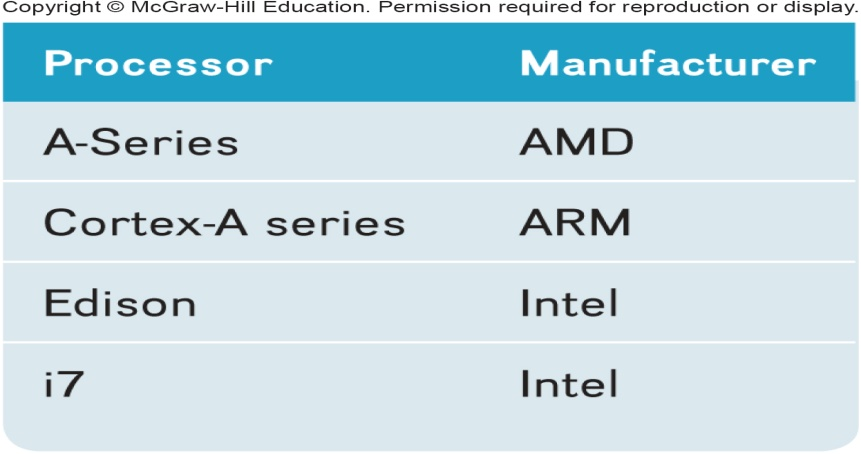 Copyright © McGraw-Hill Education. Permission required for reproduction or display.
Processor Manufacturer
A-Series AMD
Cortex-A series ARM
Edison Intel
i7 Intel